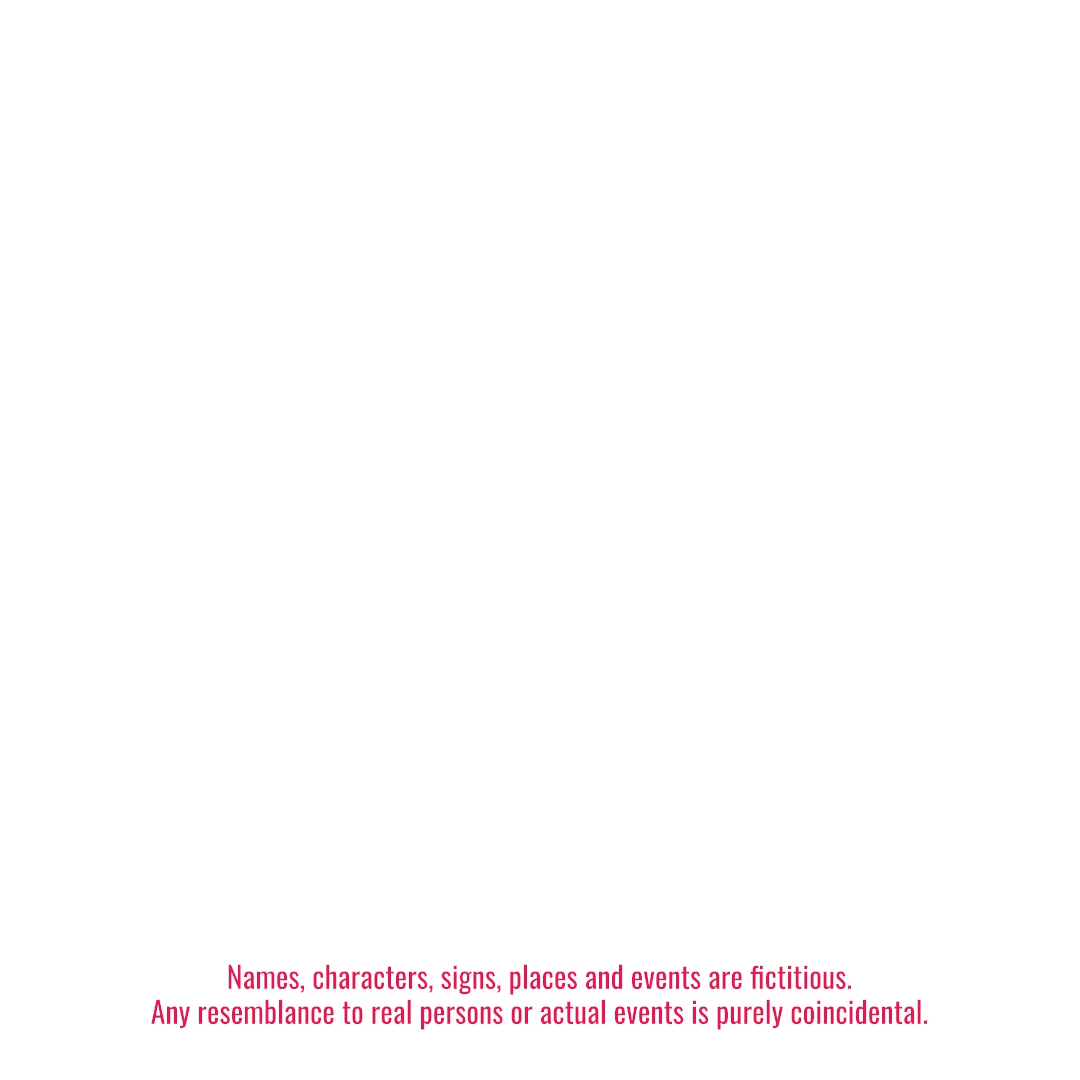 Names, characters, signs, places and events are fictitious.
Any resemblance to real persons or actual events is purely coincidental.